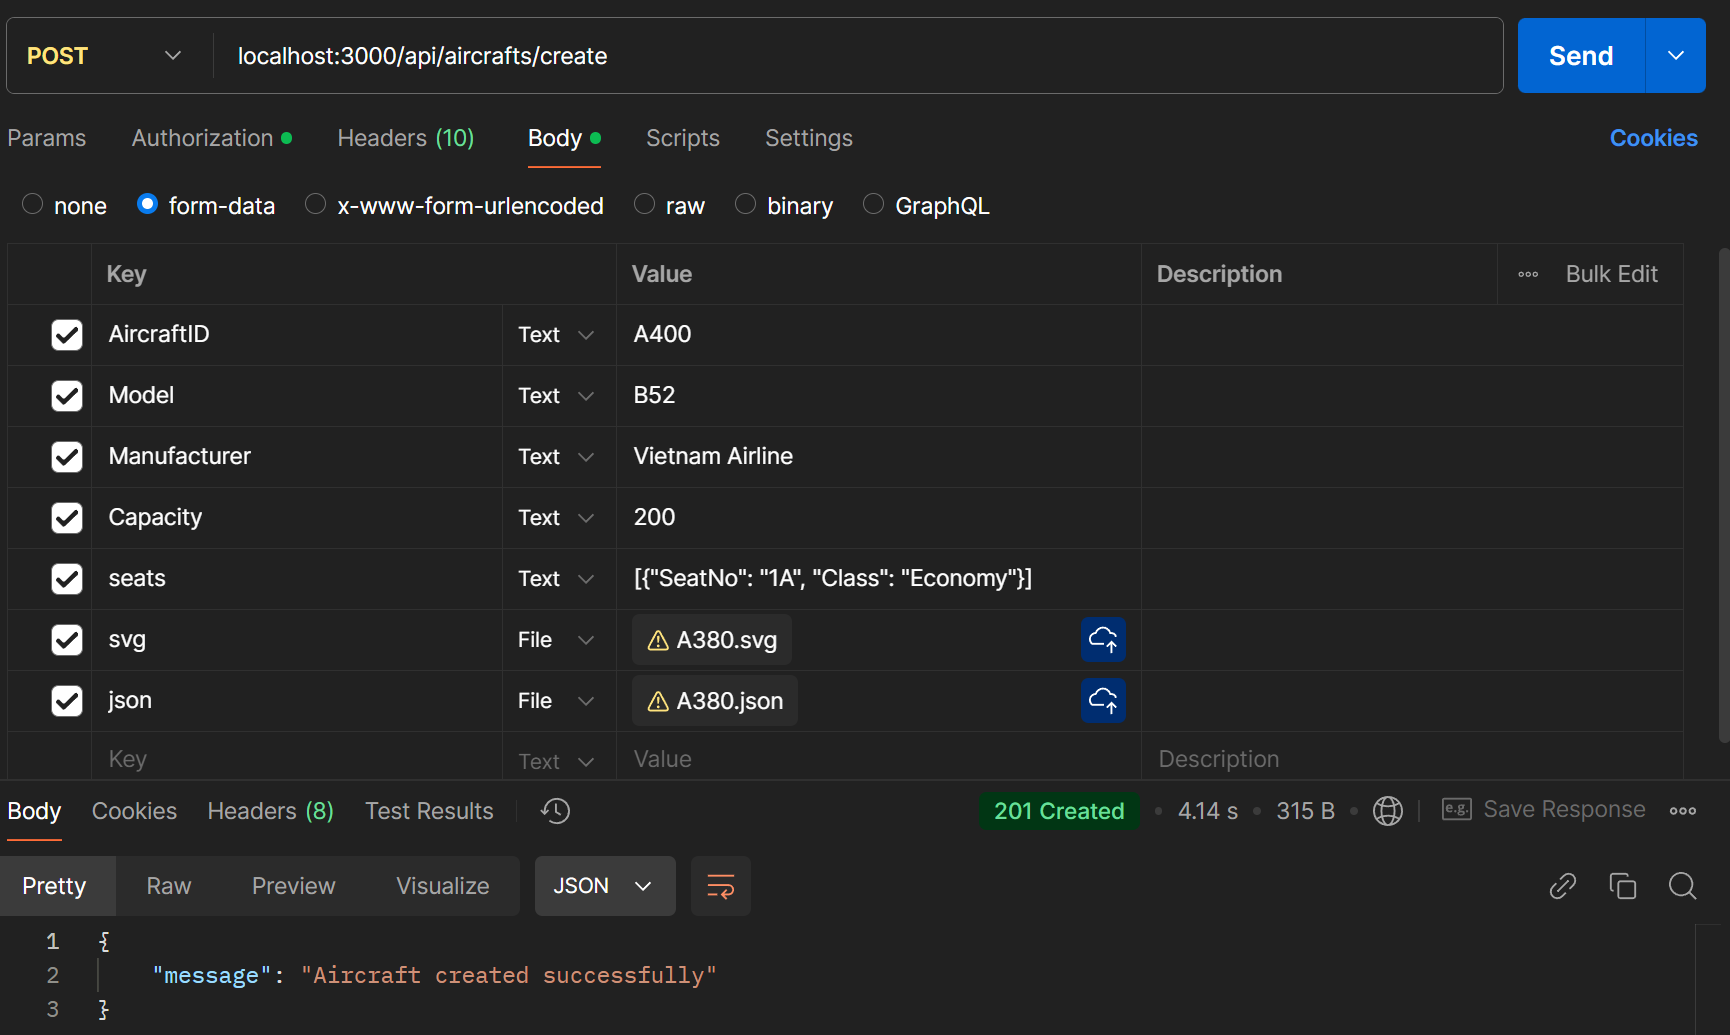 POST localhost:3000/api/aircrafts/create Send
Params Authorization Headers (10) Body Scripts Settings Cookies
none form-data x-www-form-urlencoded raw binary GraphQL
Key Value Description Bulk Edit
AircraftID Text A400
Model Text B52
Manufacturer Text Vietnam Airline
Capacity Text 200
seats Text [{"SeatNo": "1A", "Class": "Economy"}]
svg File A380.svg
json File A380.json
Key Text Value Description
Body Cookies Headers (8) Test Results 201 Created 4.14 s 315 B e.g. Save Response
Pretty Raw Preview Visualize JSON
1 {
2 "message": "Aircraft created successfully"
3 }